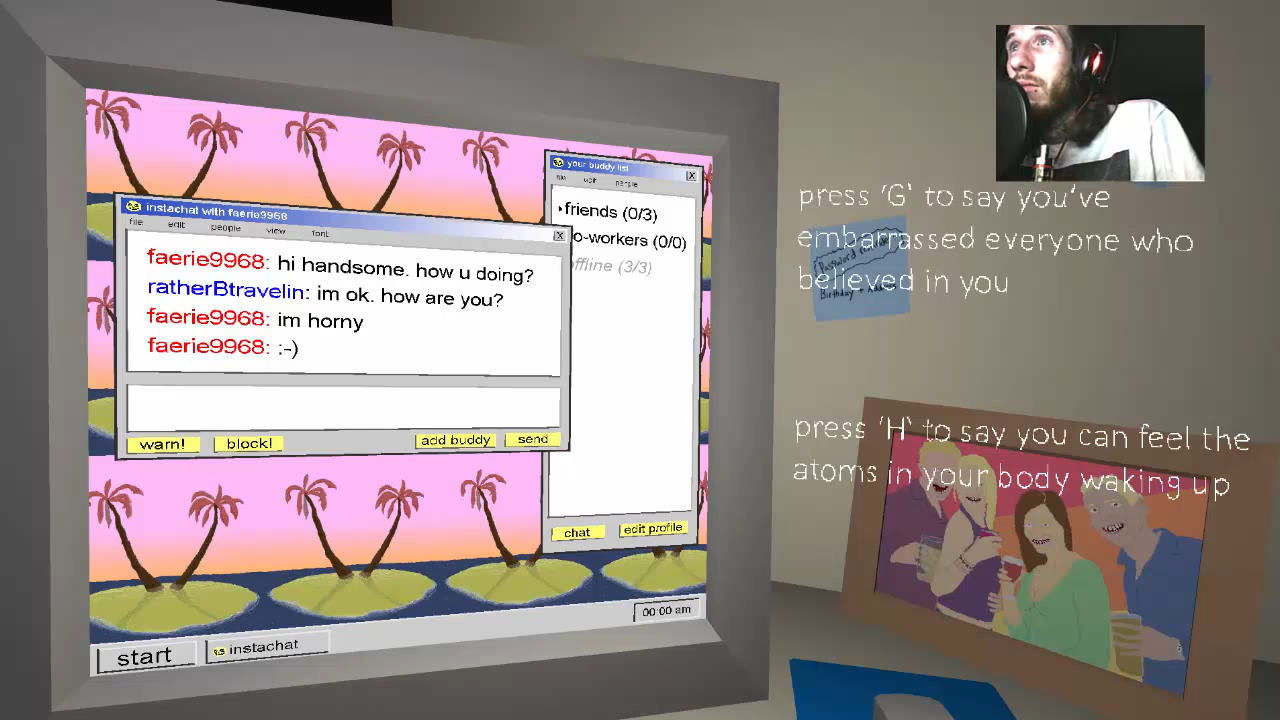 your buddy list
file edit people
friends (0/3)
co-workers (0/0)
offline (3/3)
chat edit profile
instachat with faerie9968
file edit people view font
faerie9968: hi handsome. how u doing?
ratherBtravelin: im ok. how are you?
faerie9968: im horny
faerie9968: :-)
warn! block! add buddy send
00:00 am
start instachat
press 'G' to say you've
embarrassed everyone who
believed in you
Password
Birthday +
press 'H' to say you can feel the
atoms in your body waking up